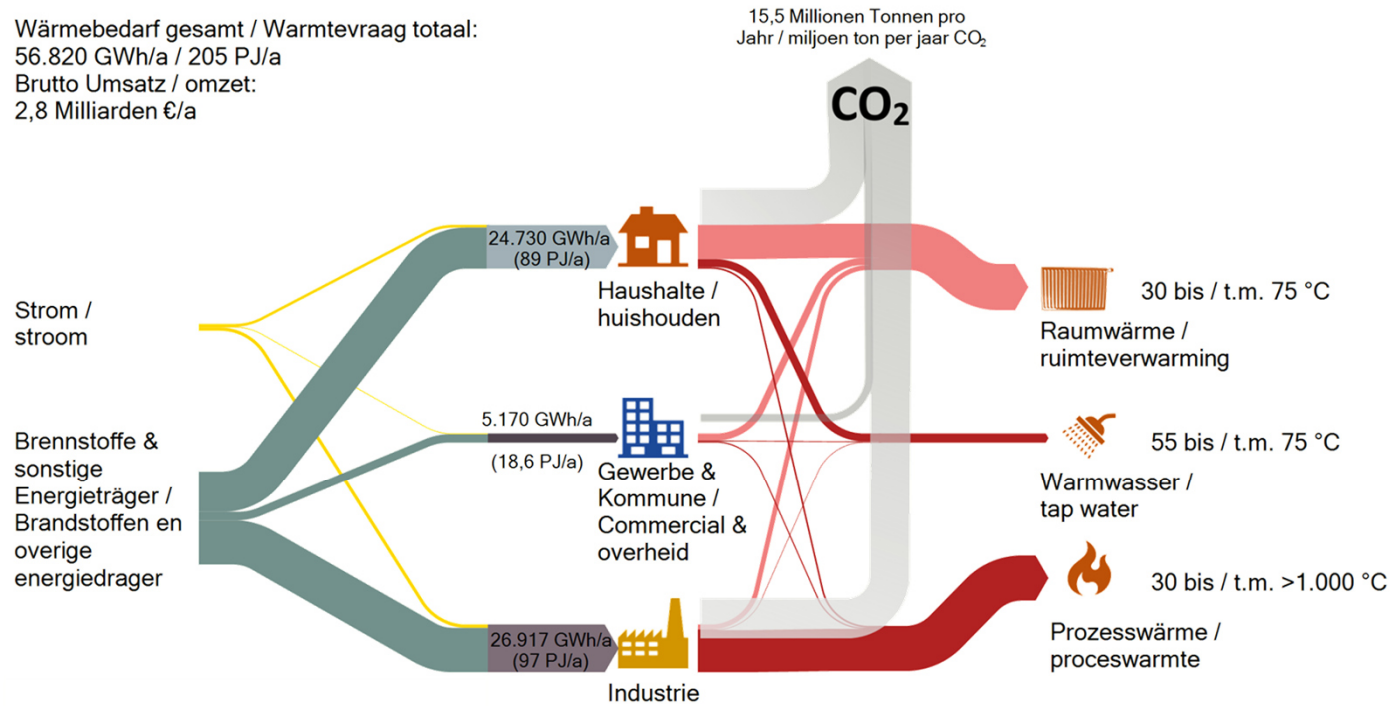 Wärmebedarf gesamt / Warmtevraag totaal:
56.820 GWh/a / 205 PJ/a
Brutto Umsatz / omzet:
2,8 Milliarden €/a
15,5 Millionen Tonnen pro
Jahr / miljoen ton per jaar CO₂
CO₂
24.730 GWh/a
(89 PJ/a)
Haushalte /
huishouden
Strom /
stroom
30 bis / t.m. 75 °C
Raumwärme /
ruimteverwarming
5.170 GWh/a
(18,6 PJ/a)
Gewerbe &
Kommune /
Commercial &
overheid
Brennstoffe &
sonstige
Energieträger /
Brandstoffen en
overige
energiedrager
55 bis / t.m. 75 °C
Warmwasser /
tap water
30 bis / t.m. >1.000 °C
Prozesswärme /
proceswarmte
26.917 GWh/a
(97 PJ/a)
Industrie